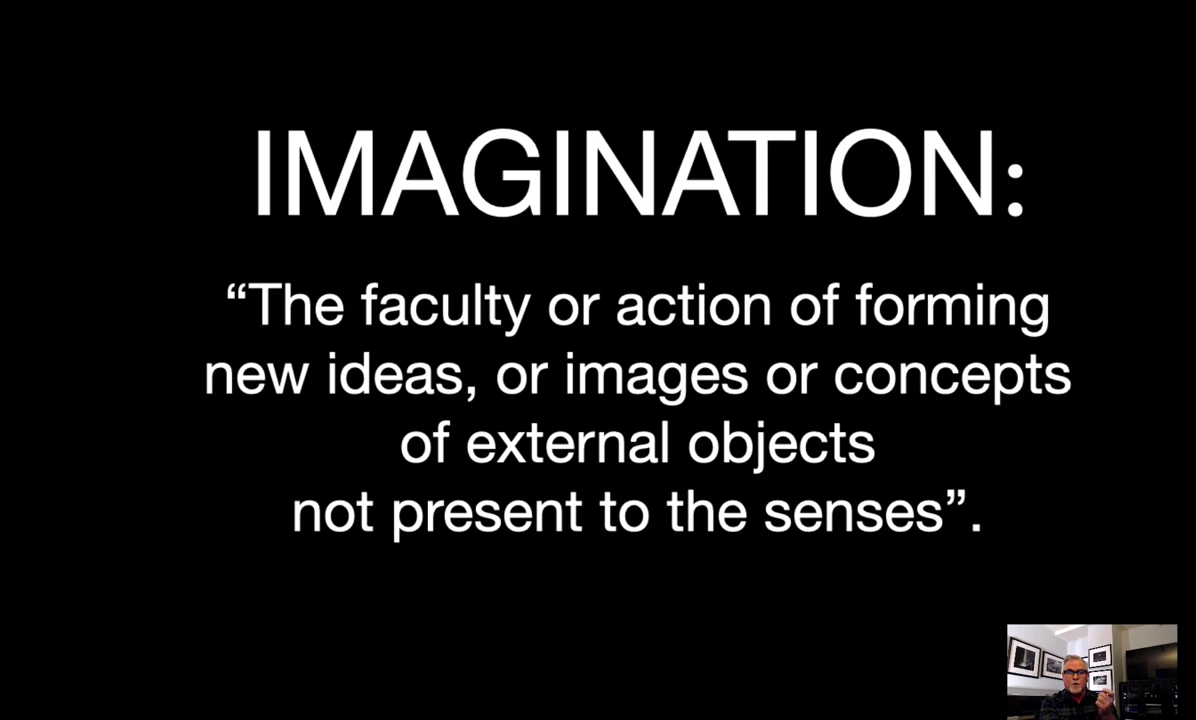 IMAGINATION:
“The faculty or action of forming
new ideas, or images or concepts
of external objects
not present to the senses”.